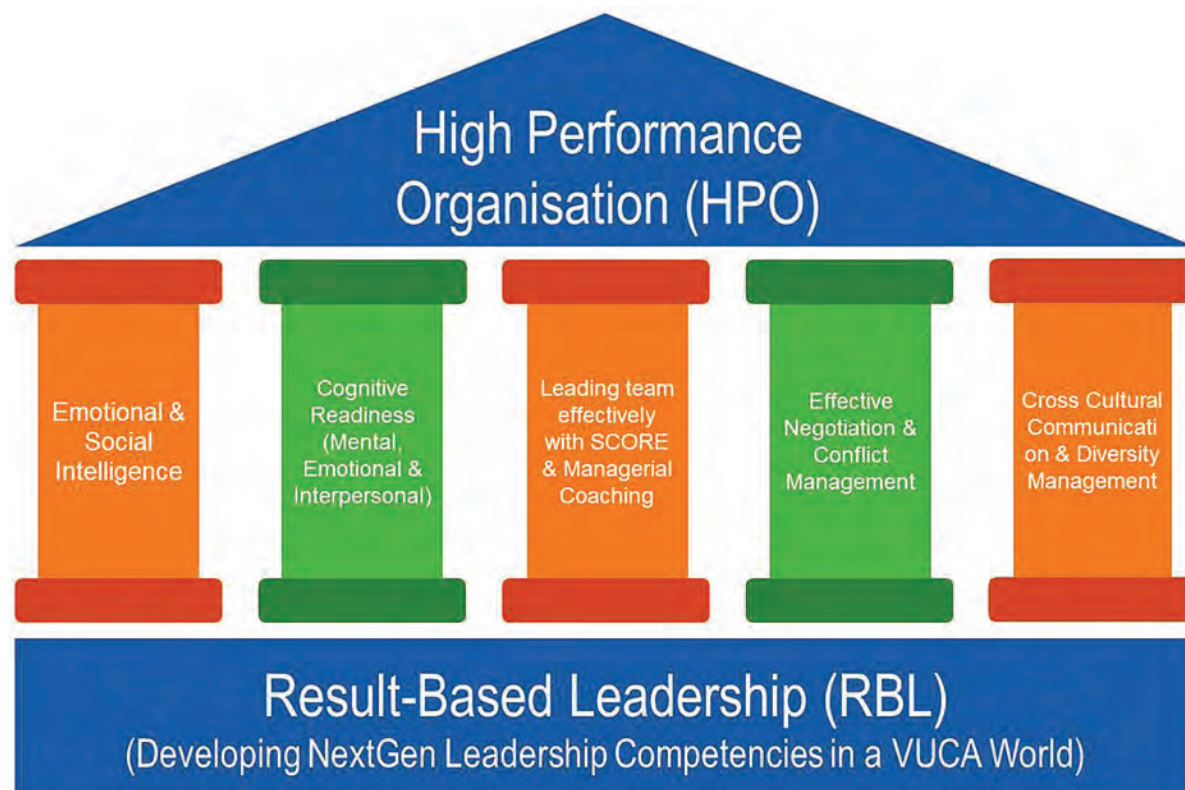 High Performance
Organisation (HPO)
Emotional &
Social
Intelligence
Cognitive
Readiness
(Mental,
Emotional &
Interpersonal)
Leading team
effectively
with SCORE
& Managerial
Coaching
Effective
Negotiation &
Conflict
Management
Cross Cultural
Communicati
on & Diversity
Management
Result-Based Leadership (RBL)
(Developing NextGen Leadership Competencies in a VUCA World)